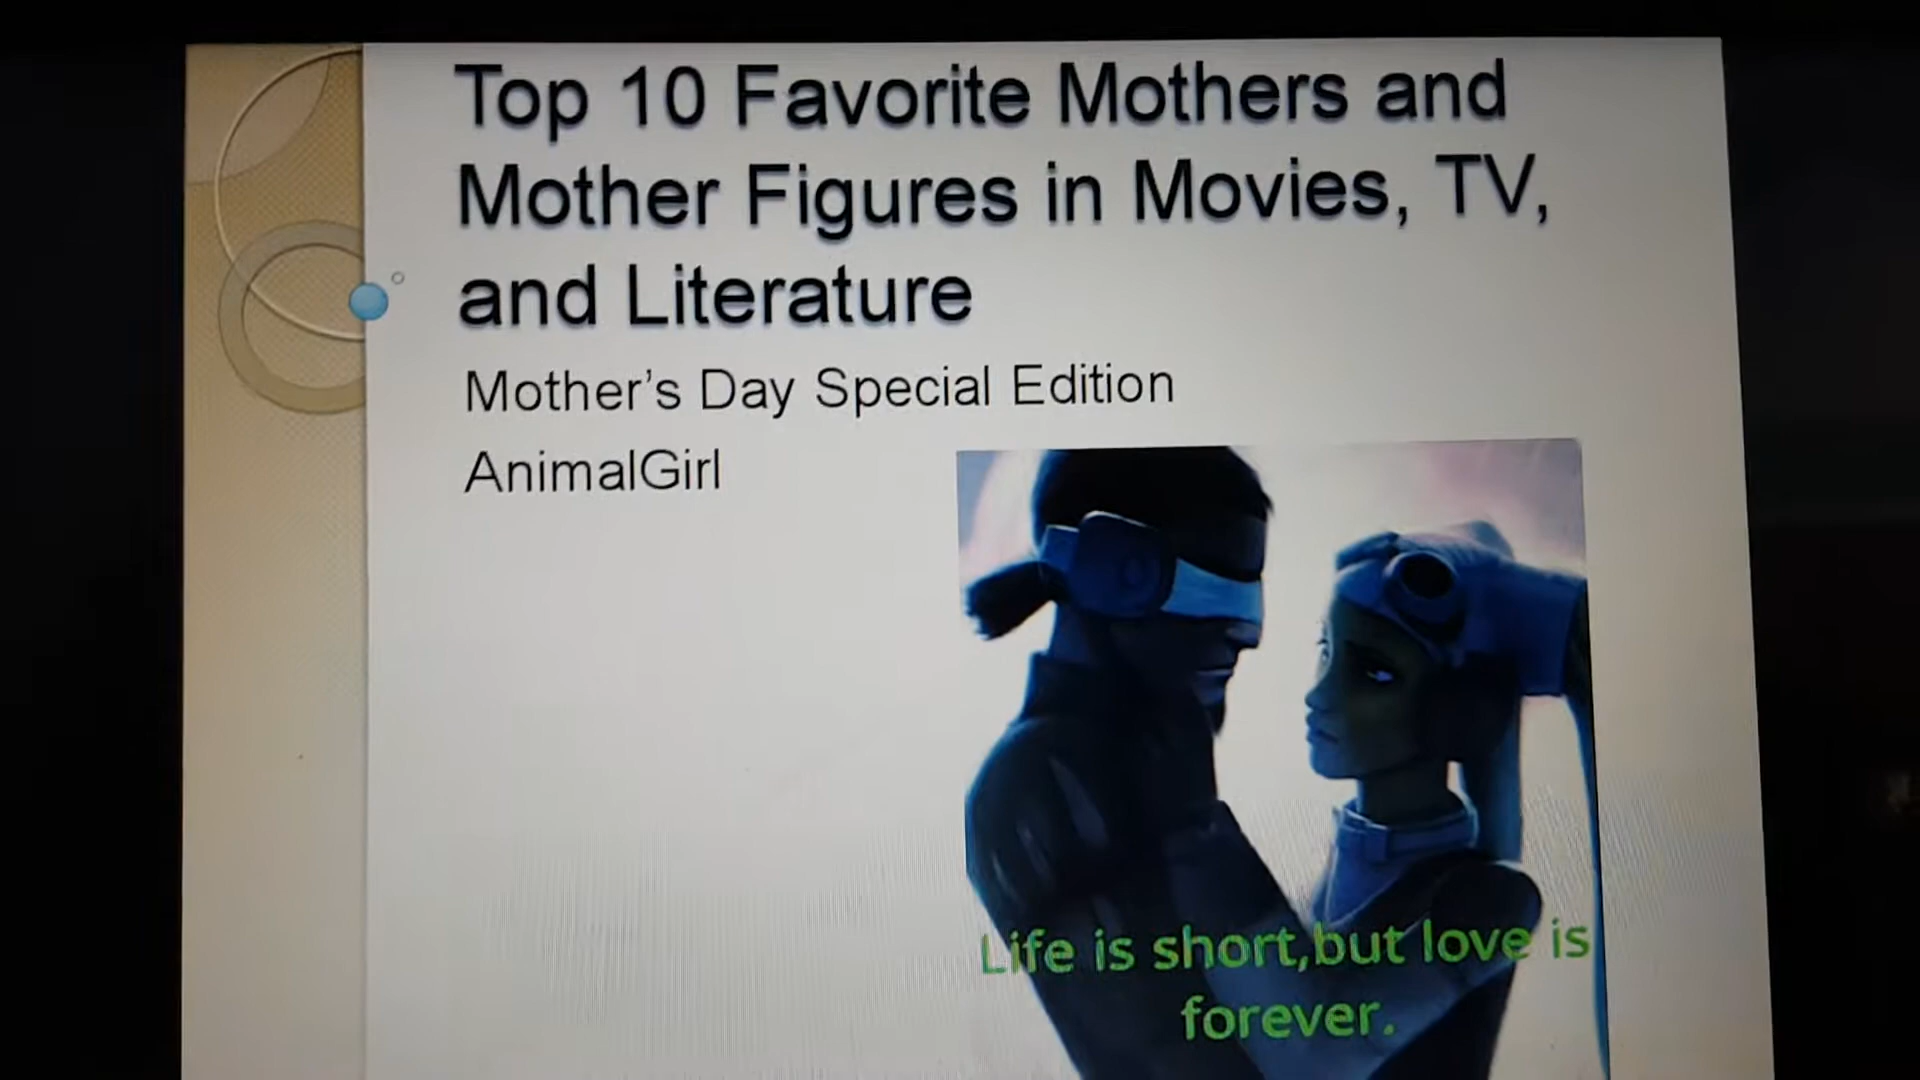 Top 10 Favorite Mothers and
Mother Figures in Movies, TV,
and Literature
Mother's Day Special Edition
AnimalGirl
Life is short,but love is
forever.